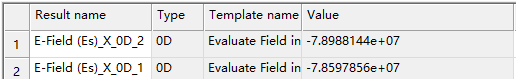 Result name Type Template name Value
1 E-Field (Es)_X_0D_2 0D Evaluate Field in -7.8988144e+07
2 E-Field (Es)_X_0D_1 0D Evaluate Field in -7.8597856e+07